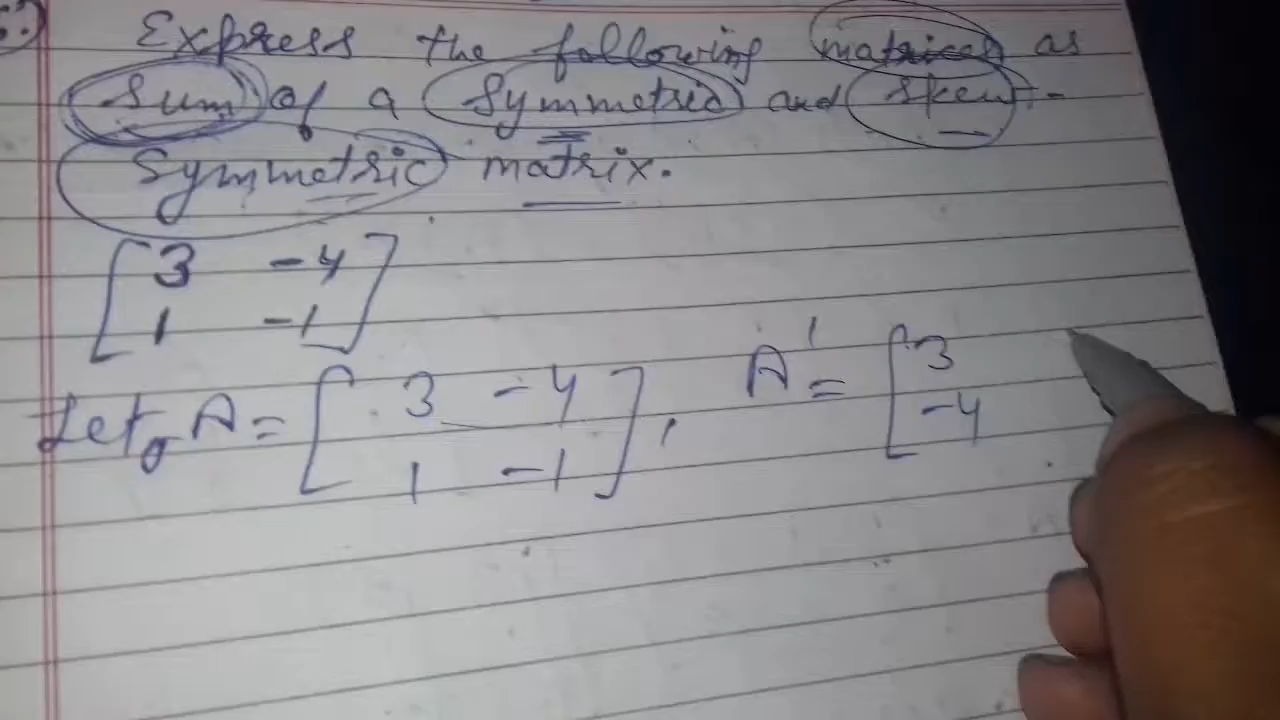 Express the following matrices as
Sum of a Symmetric and Skew-
Symmetric matrix.
[3 -4]
[1 -1]
Let, A = [3 -4], A' = [3
[1 -1] [-4